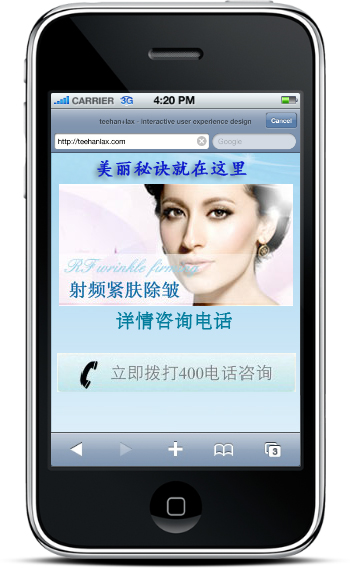 CARRIER 3G 4:20 PM
teehan+lax - interactive user experience design
Cancel
http://teehanlax.com
Google
美丽秘诀就在这里
RF wrinkle firming
射频紧肤除皱
详情咨询电话
立即拨打400电话咨询
3